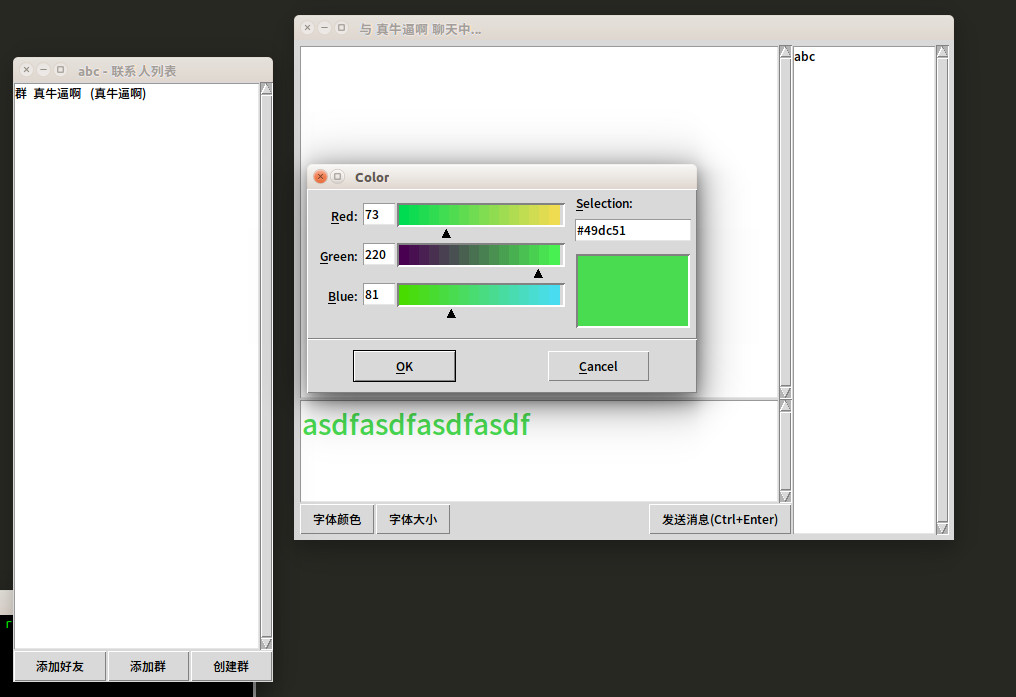 abc - 联系人列表
群 真牛逼啊 (真牛逼啊)
添加好友 添加群 创建群
与 真牛逼啊 聊天中...
abc
Color
Red: 73
Green: 220
Blue: 81
Selection:
#49dc51
OK Cancel
asdfasdfasdfasdf
字体颜色 字体大小 发送消息(Ctrl+Enter)